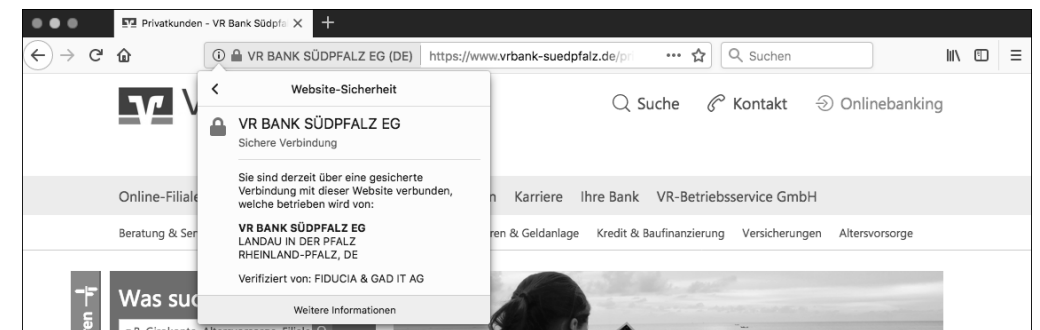 Privatkunden - VR Bank Südpfa
VR BANK SÜDPFALZ EG (DE) https://www.vrbank-suedpfalz.de/pri Suchen
Website-Sicherheit
V Suche Kontakt Onlinebanking
VR BANK SÜDPFALZ EG
Sichere Verbindung
Sie sind derzeit über eine gesicherte
Verbindung mit dieser Website verbunden,
welche betrieben wird von:
Online-Filiale n Karriere Ihre Bank VR-Betriebsservice GmbH
VR BANK SÜDPFALZ EG
LANDAU IN DER PFALZ
RHEINLAND-PFALZ, DE
Beratung & Ser ren & Geldanlage Kredit & Baufinanzierung Versicherungen Altersvorsorge
Verifiziert von: FIDUCIA & GAD IT AG
Weitere Informationen
Was suc
en